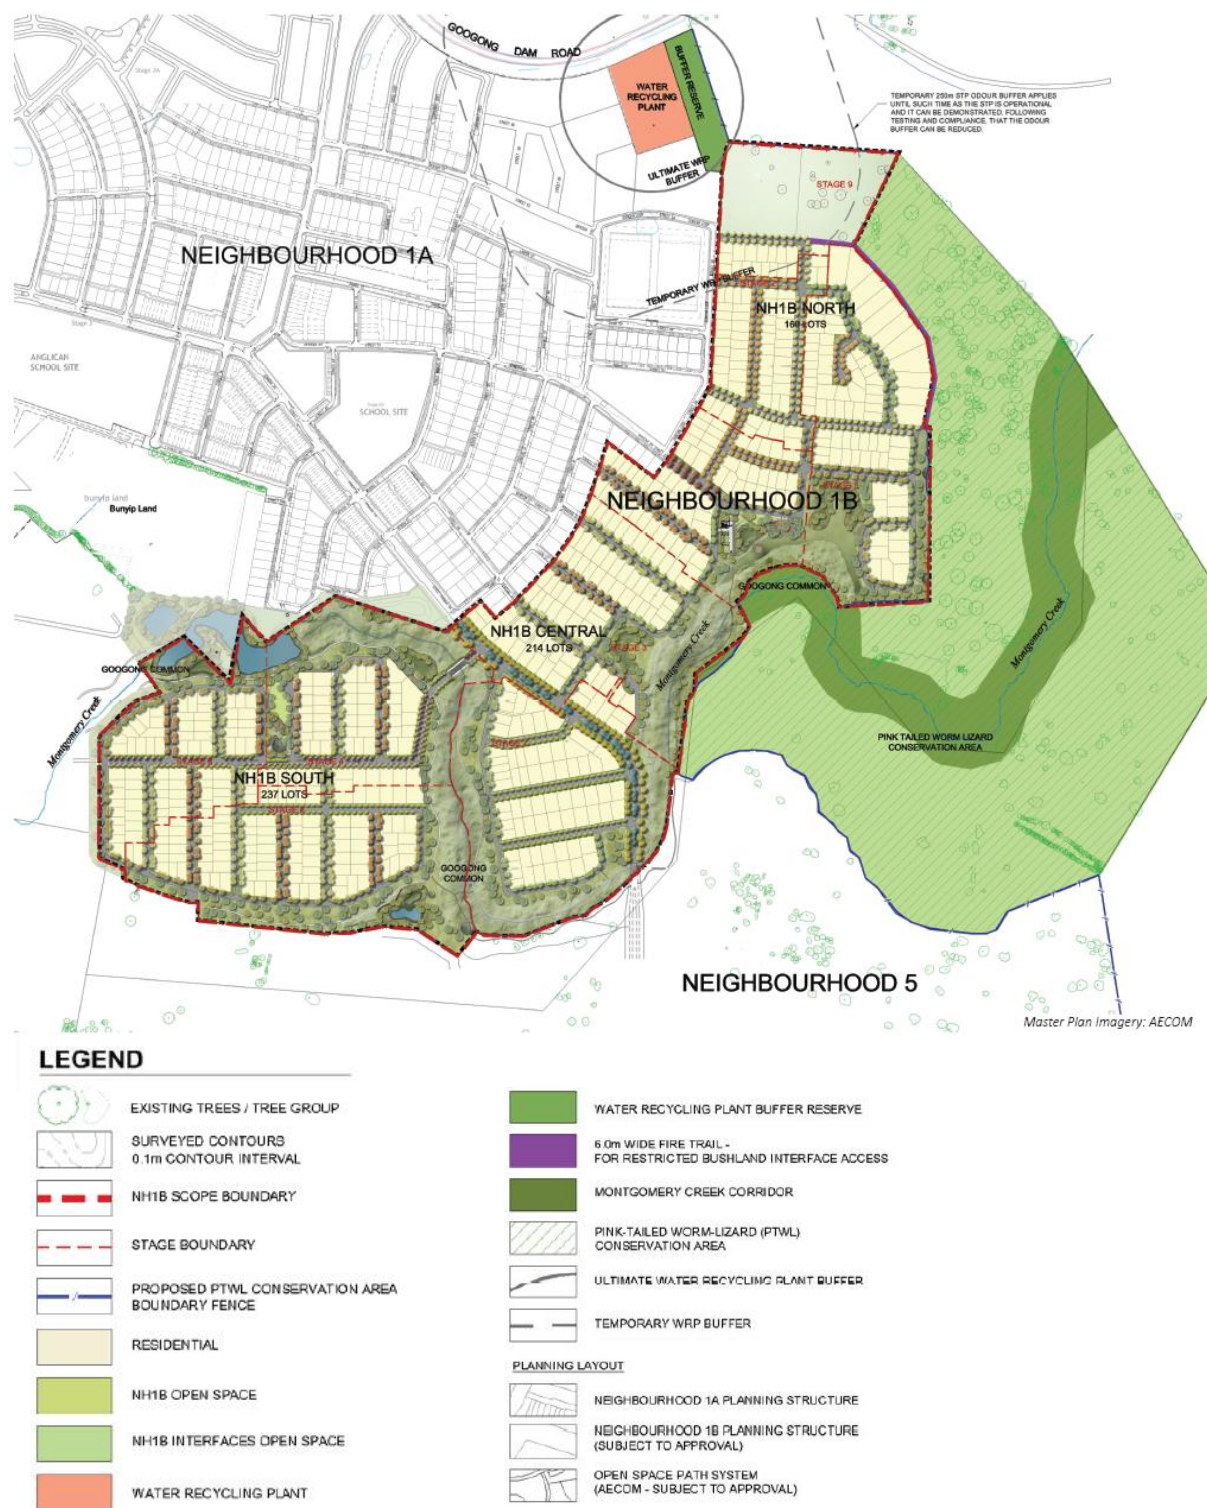 GOOGONG DAM ROAD
Stage 2b
WATER
RECYCLING
PLANT
BUFFER RESERVE
TEMPORARY 250m STP ODOUR BUFFER APPLIES
UNTIL SUCH TIME AS THE STP IS OPERATIONAL
AND IT CAN BE DEMONSTRATED, FOLLOWING
TESTING AND COMPLIANCE, THAT THE ODOUR
BUFFER CAN BE REDUCED.
ULTIMATE WRP
BUFFER
STAGE 9
NEIGHBOURHOOD 1A
TEMPORARY WRP BUFFER
NH1B NORTH
LOTS
Stage 3
ANGLICAN
SCHOOL SITE
SCHOOL SITE
NEIGHBOURHOOD 1B
bunyip land
Bunyip Land
GOOGONG COMMON
NH1B CENTRAL
214 LOTS
STAGE 3
Montgomery Creek
Montgomery Creek
GOOGONG COMMON
Montgomery Creek
PINK TAILED WORM LIZARD
CONSERVATION AREA
NH1B SOUTH
237 LOTS
GOOGONG
COMMON
NEIGHBOURHOOD 5
Master Plan Imagery: AECOM
LEGEND
EXISTING TREES / TREE GROUP
SURVEYED CONTOURS
0.1m CONTOUR INTERVAL
NH1B SCOPE BOUNDARY
STAGE BOUNDARY
PROPOSED PTWL CONSERVATION AREA
BOUNDARY FENCE
RESIDENTIAL
NH1B OPEN SPACE
NH1B INTERFACES OPEN SPACE
WATER RECYCLING PLANT
WATER RECYCLING PLANT BUFFER RESERVE
6.0m WIDE FIRE TRAIL -
FOR RESTRICTED BUSHLAND INTERFACE ACCESS
MONTGOMERY CREEK CORRIDOR
PINK-TAILED WORM-LIZARD (PTWL)
CONSERVATION AREA
ULTIMATE WATER RECYCLING PLANT BUFFER
TEMPORARY WRP BUFFER
PLANNING LAYOUT
NEIGHBOURHOOD 1A PLANNING STRUCTURE
NEIGHBOURHOOD 1B PLANNING STRUCTURE
(SUBJECT TO APPROVAL)
OPEN SPACE PATH SYSTEM
(AECOM - SUBJECT TO APPROVAL)